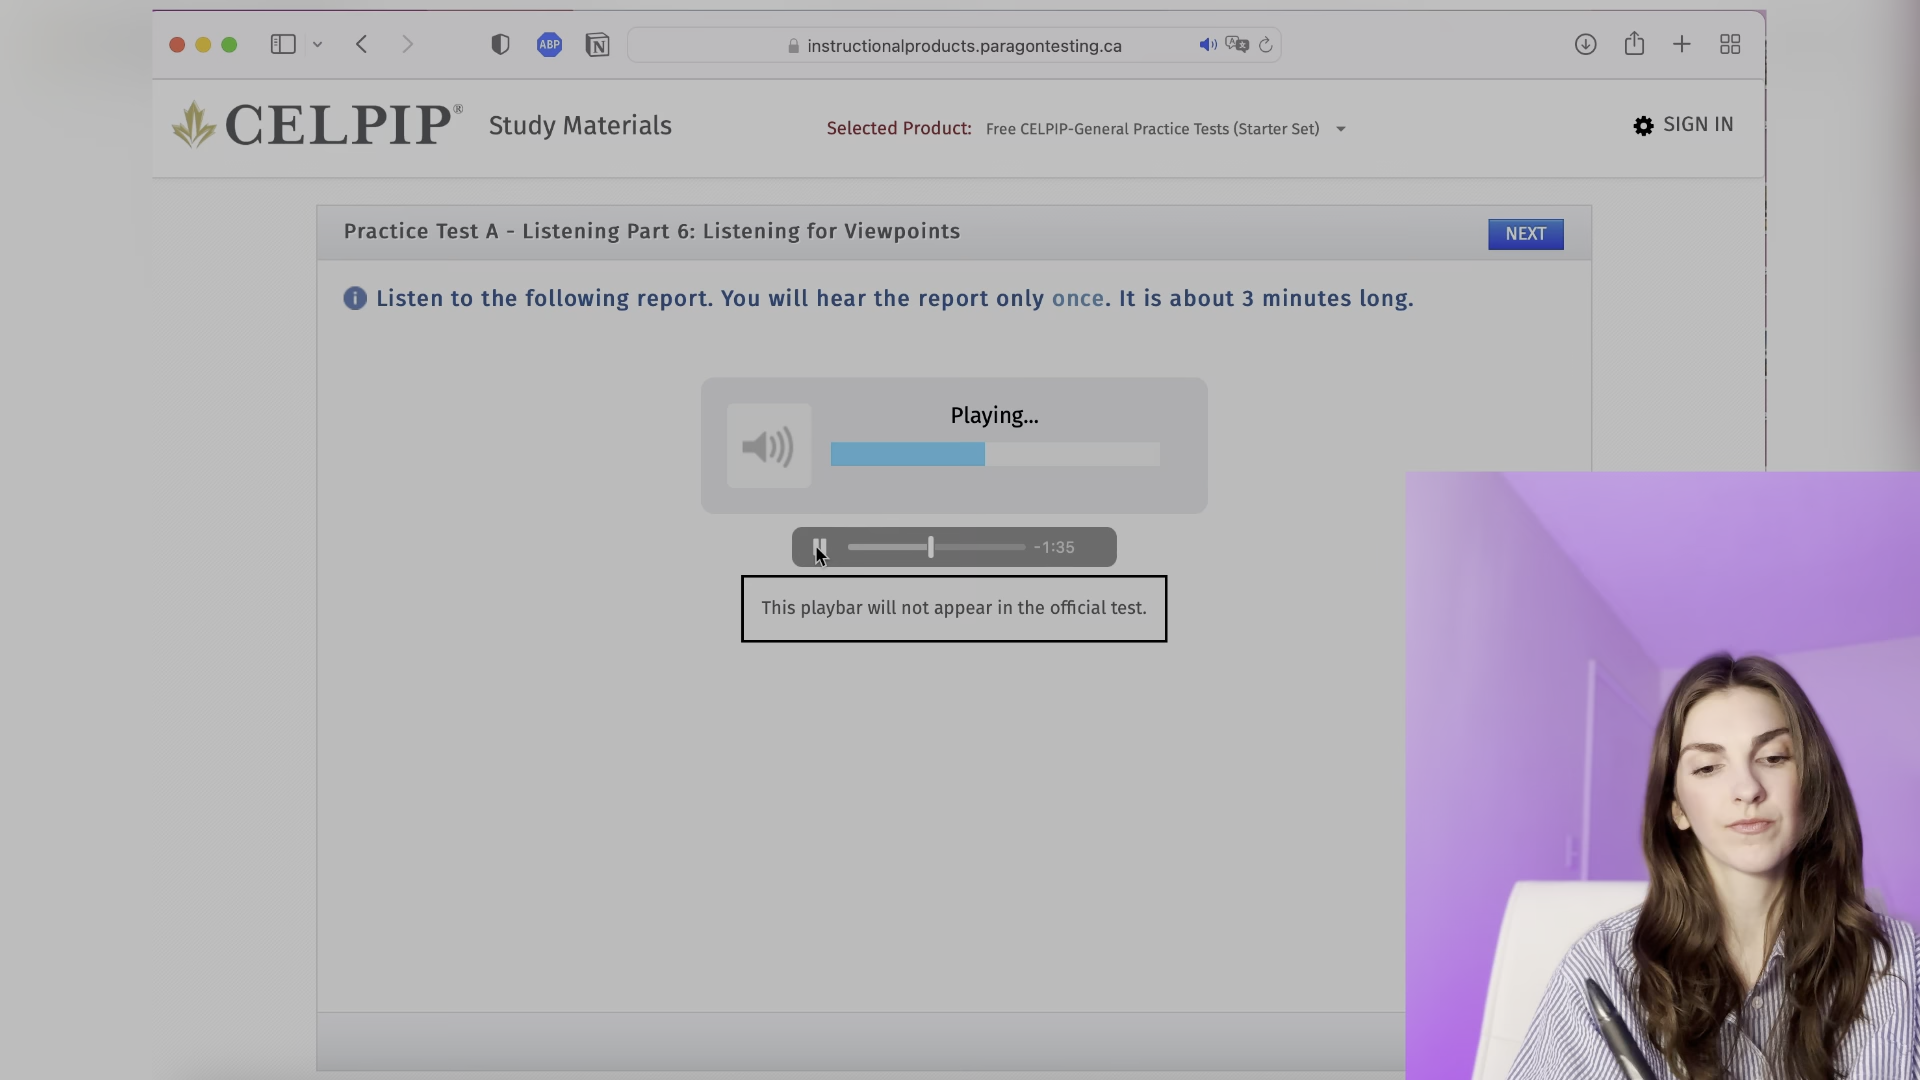 ABP
instructionalproducts.paragontesting.ca
CELPIP® Study Materials
Selected Product: Free CELPIP-General Practice Tests (Starter Set)
SIGN IN
Practice Test A - Listening Part 6: Listening for Viewpoints
NEXT
Listen to the following report. You will hear the report only once. It is about 3 minutes long.
Playing...
-1:35
This playbar will not appear in the official test.